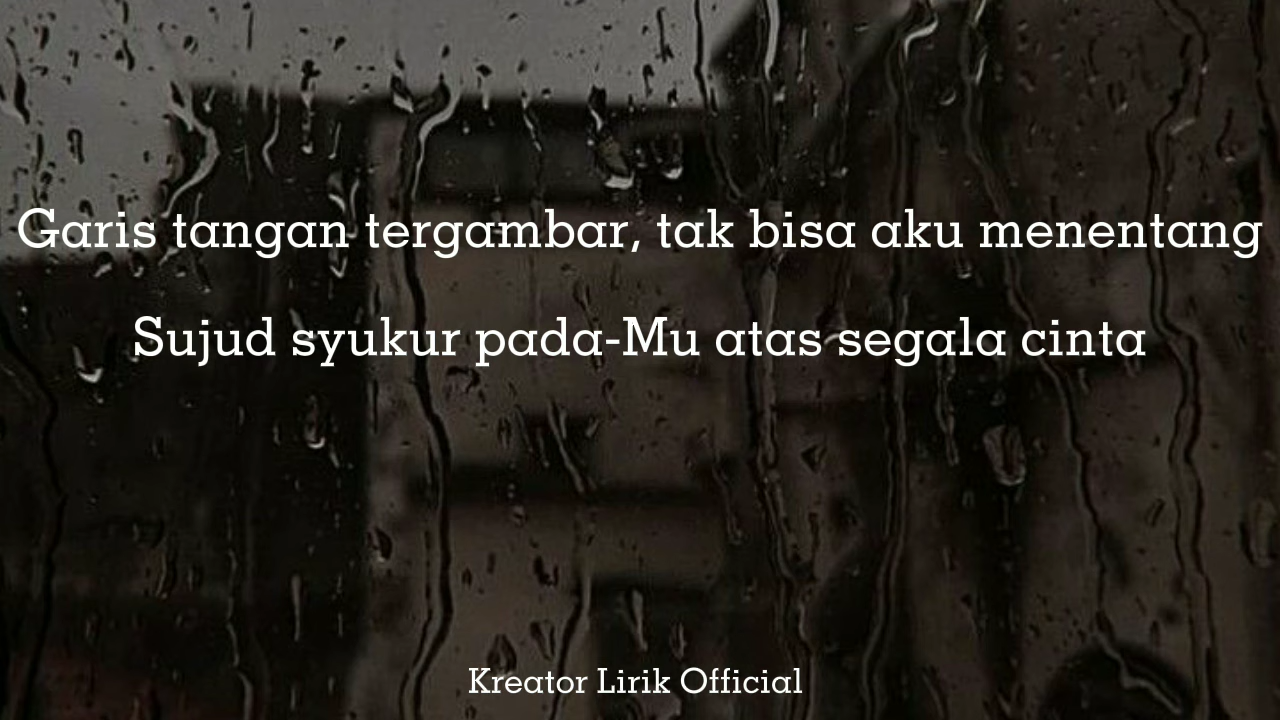 Garis tangan tergambar, tak bisa aku menentang
Sujud syukur pada-Mu atas segala cinta
Kreator Lirik Official